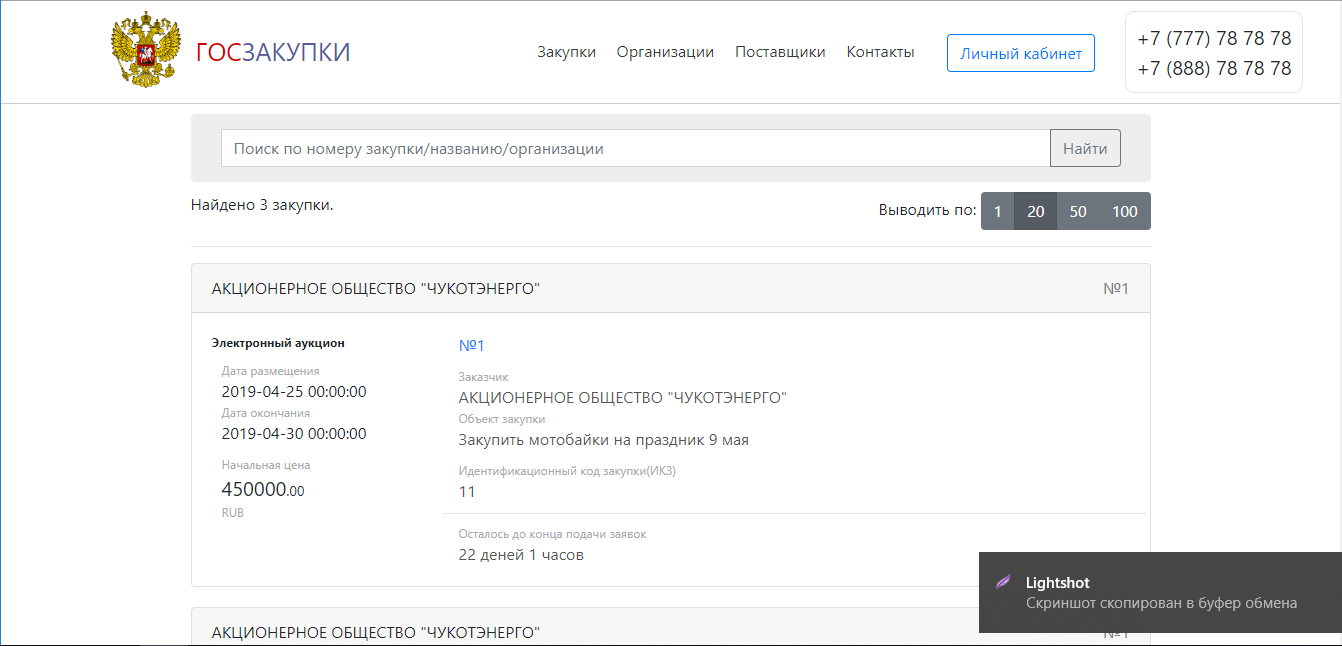 ГОСЗАКУПКИ
Закупки Организации Поставщики Контакты
Личный кабинет
+7 (777) 78 78 78
+7 (888) 78 78 78
Поиск по номеру закупки/названию/организации
Найти
Найдено 3 закупки.
Выводить по: 1 20 50 100
АКЦИОНЕРНОЕ ОБЩЕСТВО "ЧУКОТЭНЕРГО" №1
Электронный аукцион
Дата размещения
2019-04-25 00:00:00
Дата окончания
2019-04-30 00:00:00
Начальная цена
450000.00
RUB
№1
Заказчик
АКЦИОНЕРНОЕ ОБЩЕСТВО "ЧУКОТЭНЕРГО"
Объект закупки
Закупить мотобайки на праздник 9 мая
Идентификационный код закупки(ИКЗ)
11
Осталось до конца подачи заявок
22 деней 1 часов
Lightshot
Скриншот скопирован в буфер обмена
АКЦИОНЕРНОЕ ОБЩЕСТВО "ЧУКОТЭНЕРГО" №1